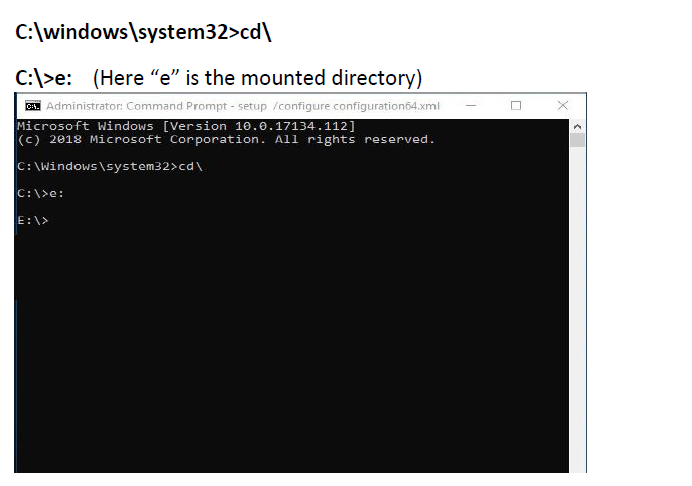 C:\windows\system32>cd\
C:\>e: (Here “e” is the mounted directory)
C:\. Administrator: Command Prompt - setup /configure configuration64.xml
Microsoft Windows [Version 10.0.17134.112]
(c) 2018 Microsoft Corporation. All rights reserved.
C:\Windows\system32>cd\
C:\>e:
E:\>